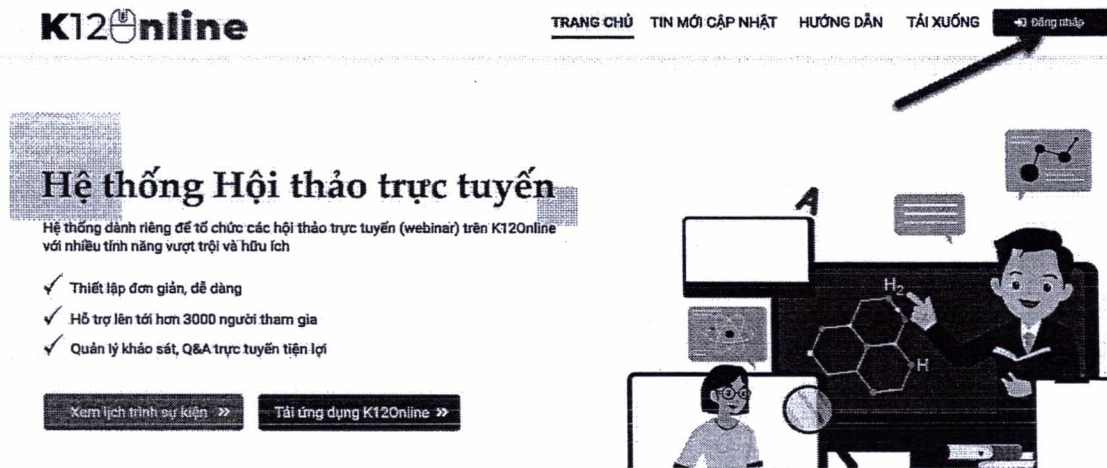 K12Online
TRANG CHỦ TIN MỚI CẬP NHẬT HƯỚNG DẪN TẢI XUỐNG Đăng nhập
Hệ thống Hội thảo trực tuyến
Hệ thống dành riêng để tổ chức các hội thảo trực tuyến (webinar) trên K12Online
với nhiều tính năng vượt trội và hữu ích
Thiết lập đơn giản, dễ dàng
Hỗ trợ lên tới hơn 3000 người tham gia
Quản lý khảo sát, Q&A trực tuyến tiện lợi
Xem lịch trình sự kiện »
Tải ứng dụng K12Online »
A
H₂
H